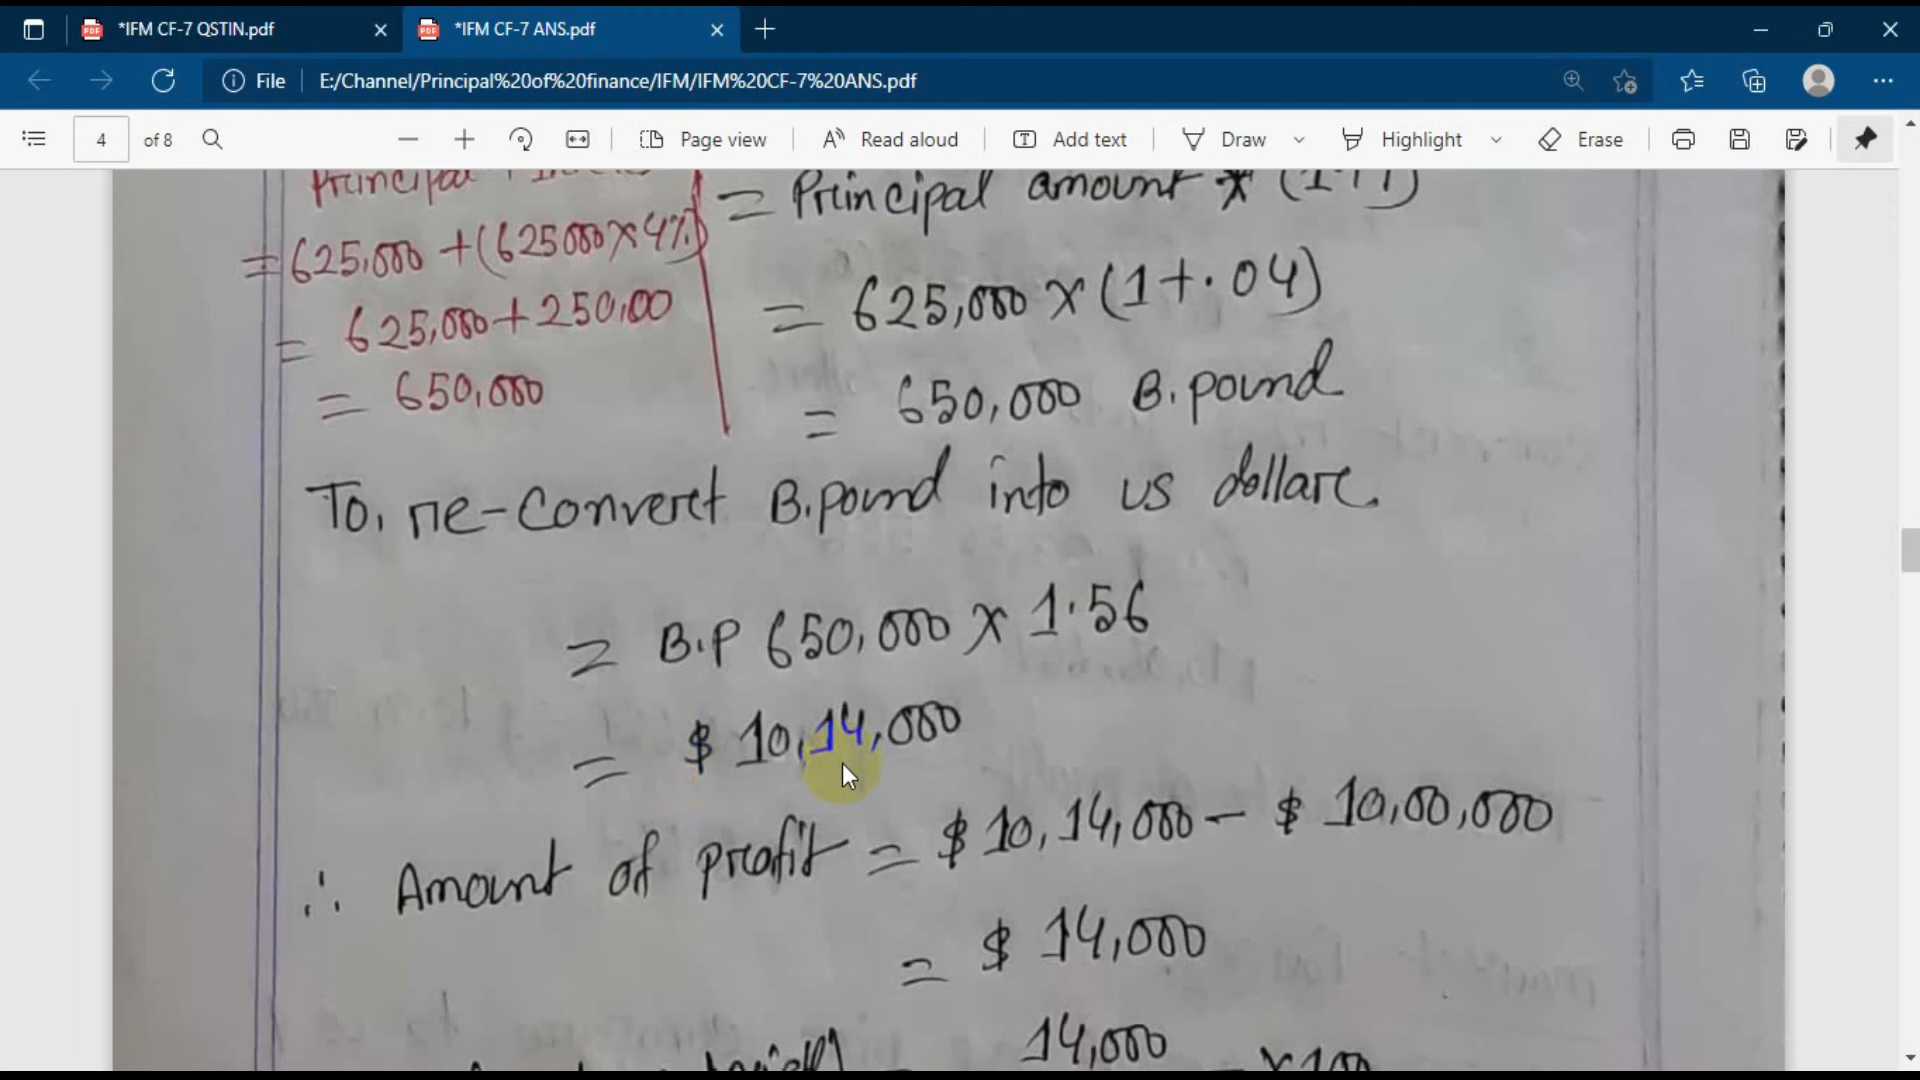 *IFM CF-7 QSTIN.pdf
*IFM CF-7 ANS.pdf
File
E:/Channel/Principal%20of%20finance/IFM/IFM%20CF-7%20ANS.pdf
4 of 8
Page view
Read aloud
Add text
Draw
Highlight
Erase
Principal
= 625,000 + (625000 x 4%)
= 625,000 + 250,00
= 650,000
= Principal amount * (1+i)
= 625,000 x (1+.04)
= 650,000 B.pound
To, re-convert B.pound into us dollar.
= B.P 650,000 x 1.56
= $ 10,14,000
∴ Amount of profit = $ 10,14,000 - $ 10,00,000
= $ 14,000
14,000
x100